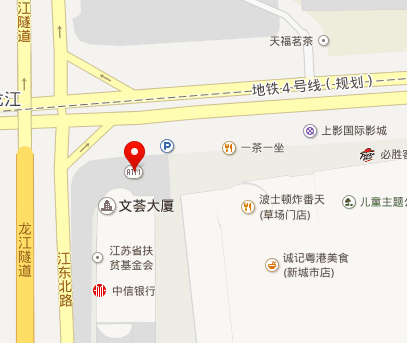 江隧道
天福茗茶
龙江
地铁4号线(规划)
P
上影国际影城
一茶一坐
必胜客
ATM
文荟大厦
波士顿炸番天
(草场门店)
儿童主题公
龙江隧道
江东北路
江苏省扶
贫基金会
诚记粤港美食
(新城市店)
中信银行